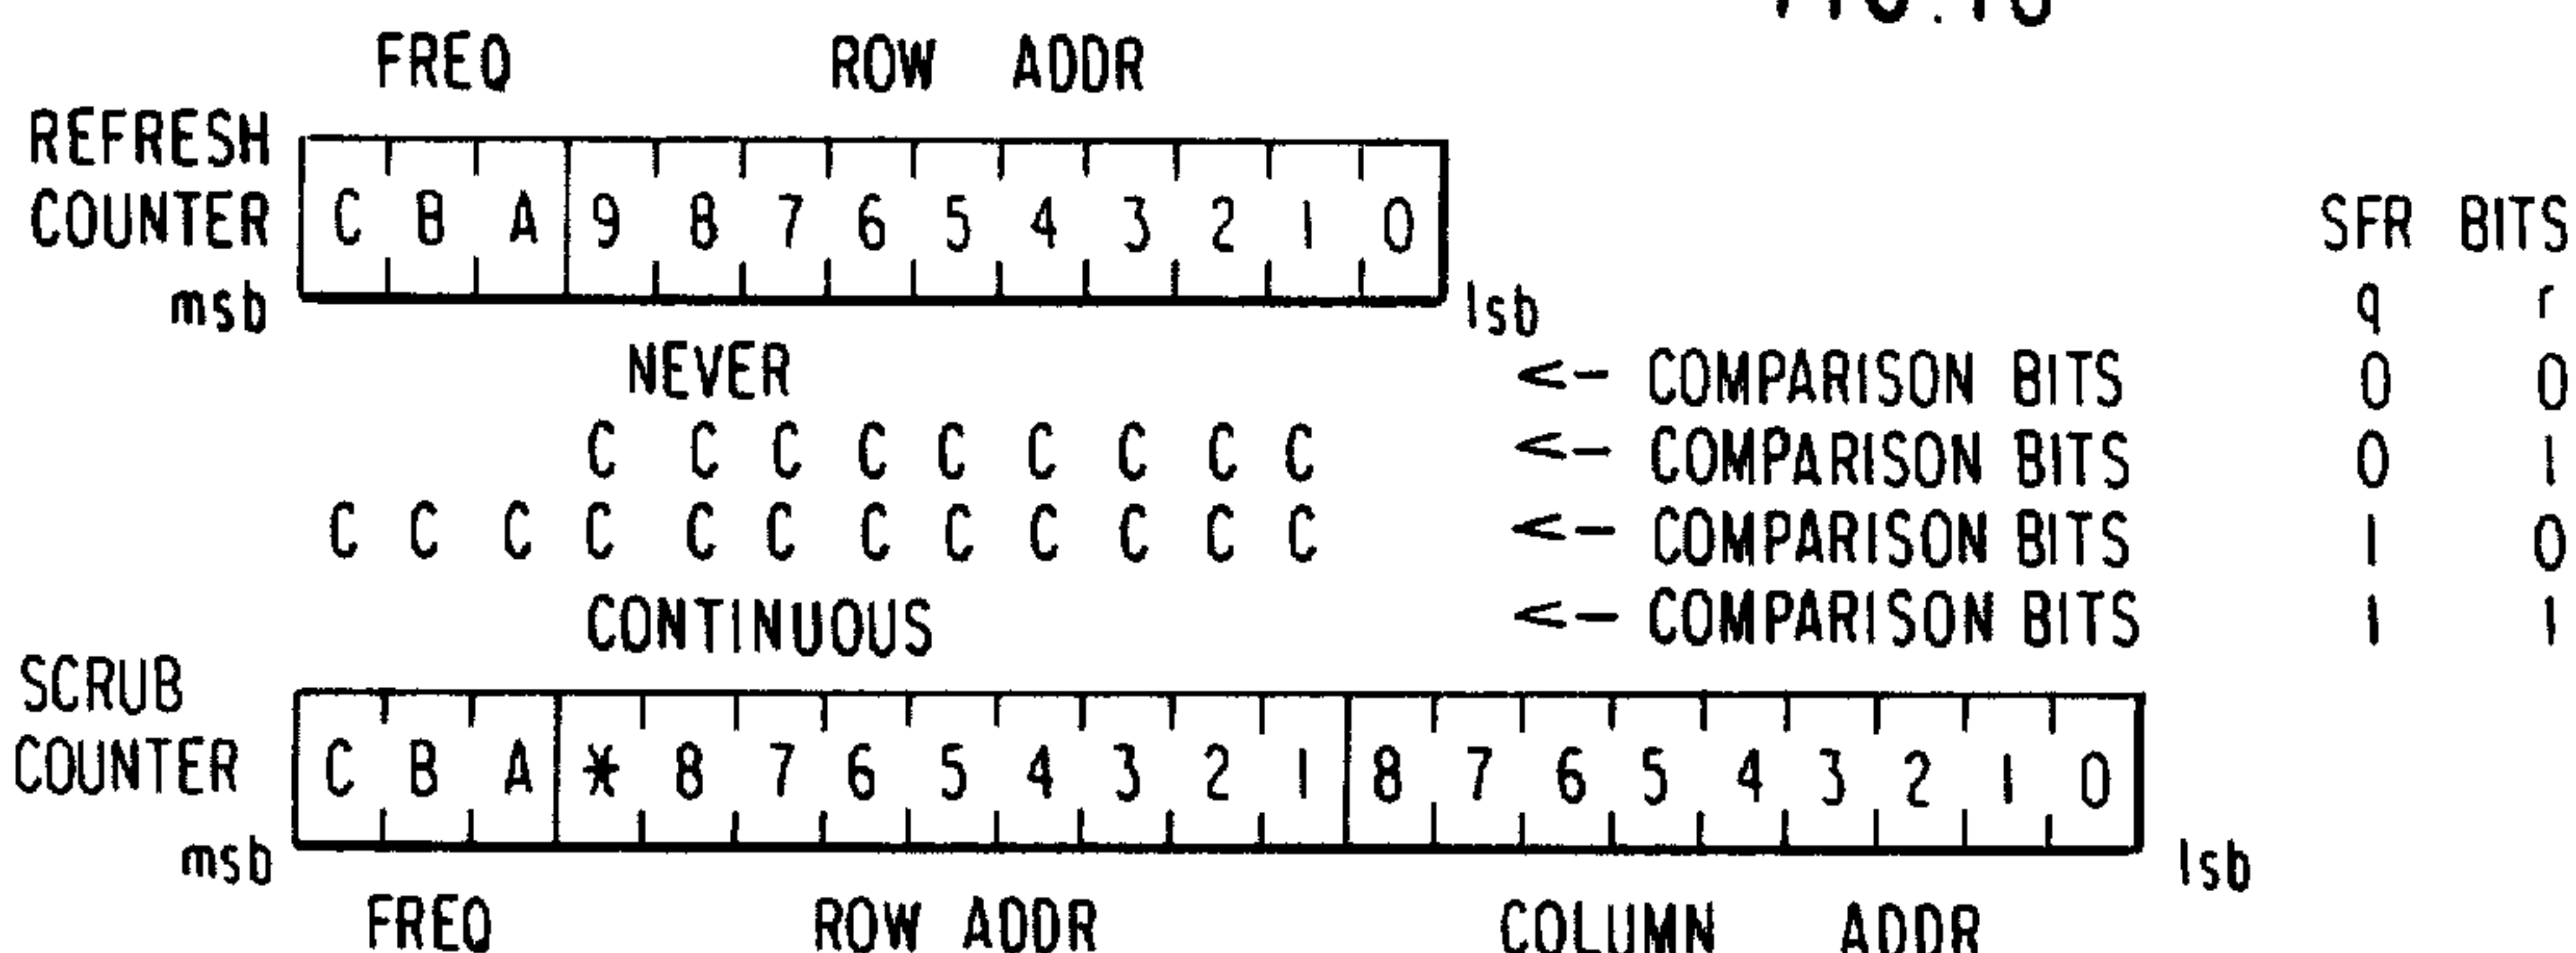 FREQ ROW ADDR
REFRESH
COUNTER C B A 9 8 7 6 5 4 3 2 1 0 SFR BITS
msb lsb q r
NEVER <- COMPARISON BITS 0 0
C C C C C C C C C <- COMPARISON BITS 0 1
C C C C C C C C C C C C <- COMPARISON BITS 1 0
CONTINUOUS <- COMPARISON BITS 1 1
SCRUB
COUNTER C B A * 8 7 6 5 4 3 2 1 8 7 6 5 4 3 2 1 0
msb lsb
FREQ ROW ADDR COLUMN ADDR